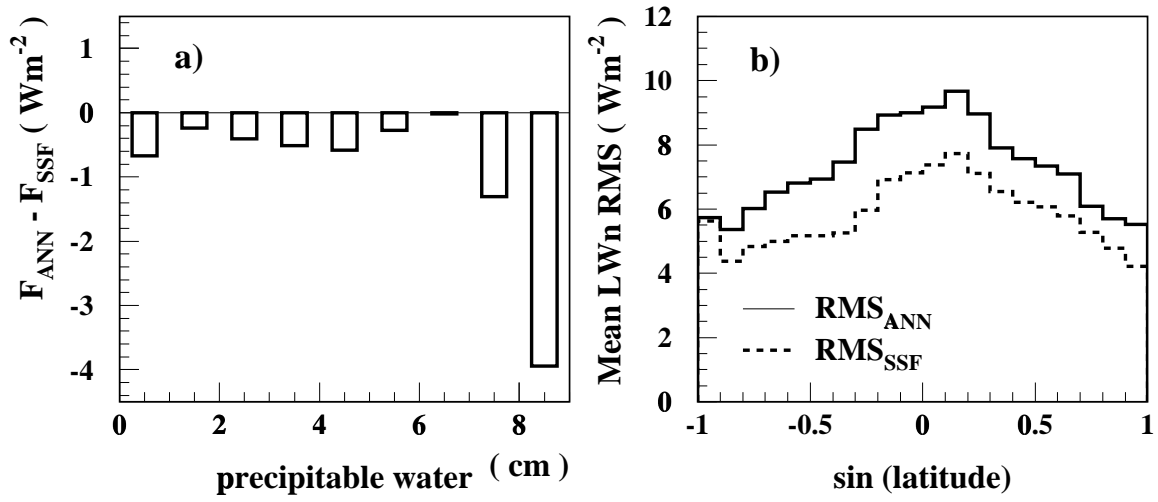 a)
F_ANN - F_SSF ( Wm^-2 )
1
0
-1
-2
-3
-4
0 2 4 6 8
precipitable water ( cm )
b)
Mean LWn RMS ( Wm^-2 )
12
10
8
6
4
2
0
RMS_ANN
RMS_SSF
-1 -0.5 0 0.5 1
sin (latitude)